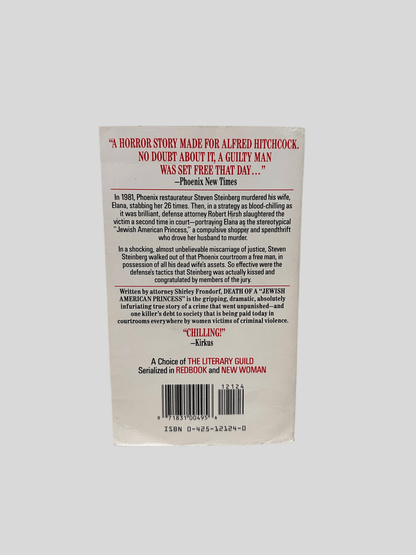 "A HORROR STORY MADE FOR ALFRED HITCHCOCK.
NO DOUBT ABOUT IT, A GUILTY MAN
WAS SET FREE THAT DAY..."
—Phoenix New Times
In 1981, Phoenix restaurateur Steven Steinberg murdered his wife,
Elana, stabbing her 26 times. Then, in a strategy as blood-chilling as
it was brilliant, defense attorney Robert Hirsh slaughtered the
victim a second time in court—portraying Elana as the stereotypical
"Jewish American Princess," a compulsive shopper and spendthrift
who drove her husband to murder.
In a shocking, almost unbelievable miscarriage of justice, Steven
Steinberg walked out of that Phoenix courtroom a free man, in
possession of all his dead wife's assets. So effective were the
defense's tactics that Steinberg was actually kissed and
congratulated by members of the jury.
Written by attorney Shirley Frondorf, DEATH OF A "JEWISH
AMERICAN PRINCESS" is the gripping, dramatic, absolutely
infuriating true story of a crime that went unpunished—and
one killer's debt to society that is being paid today in
courtrooms everywhere by women victims of criminal violence.
"CHILLING!"
—Kirkus
A Choice of THE LITERARY GUILD
Serialized in REDBOOK and NEW WOMAN
12124
0 71831 00495 6
ISBN 0-425-12124-0